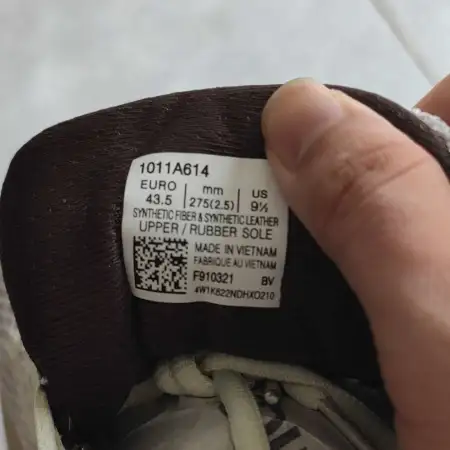 1011A614
EURO mm US
43.5 275(2.5) 9½
SYNTHETIC FIBER & SYNTHETIC LEATHER
UPPER / RUBBER SOLE
MADE IN VIETNAM
FABRIQUE AU VIETNAM
F910321 BV
4W1K622NDHXO210